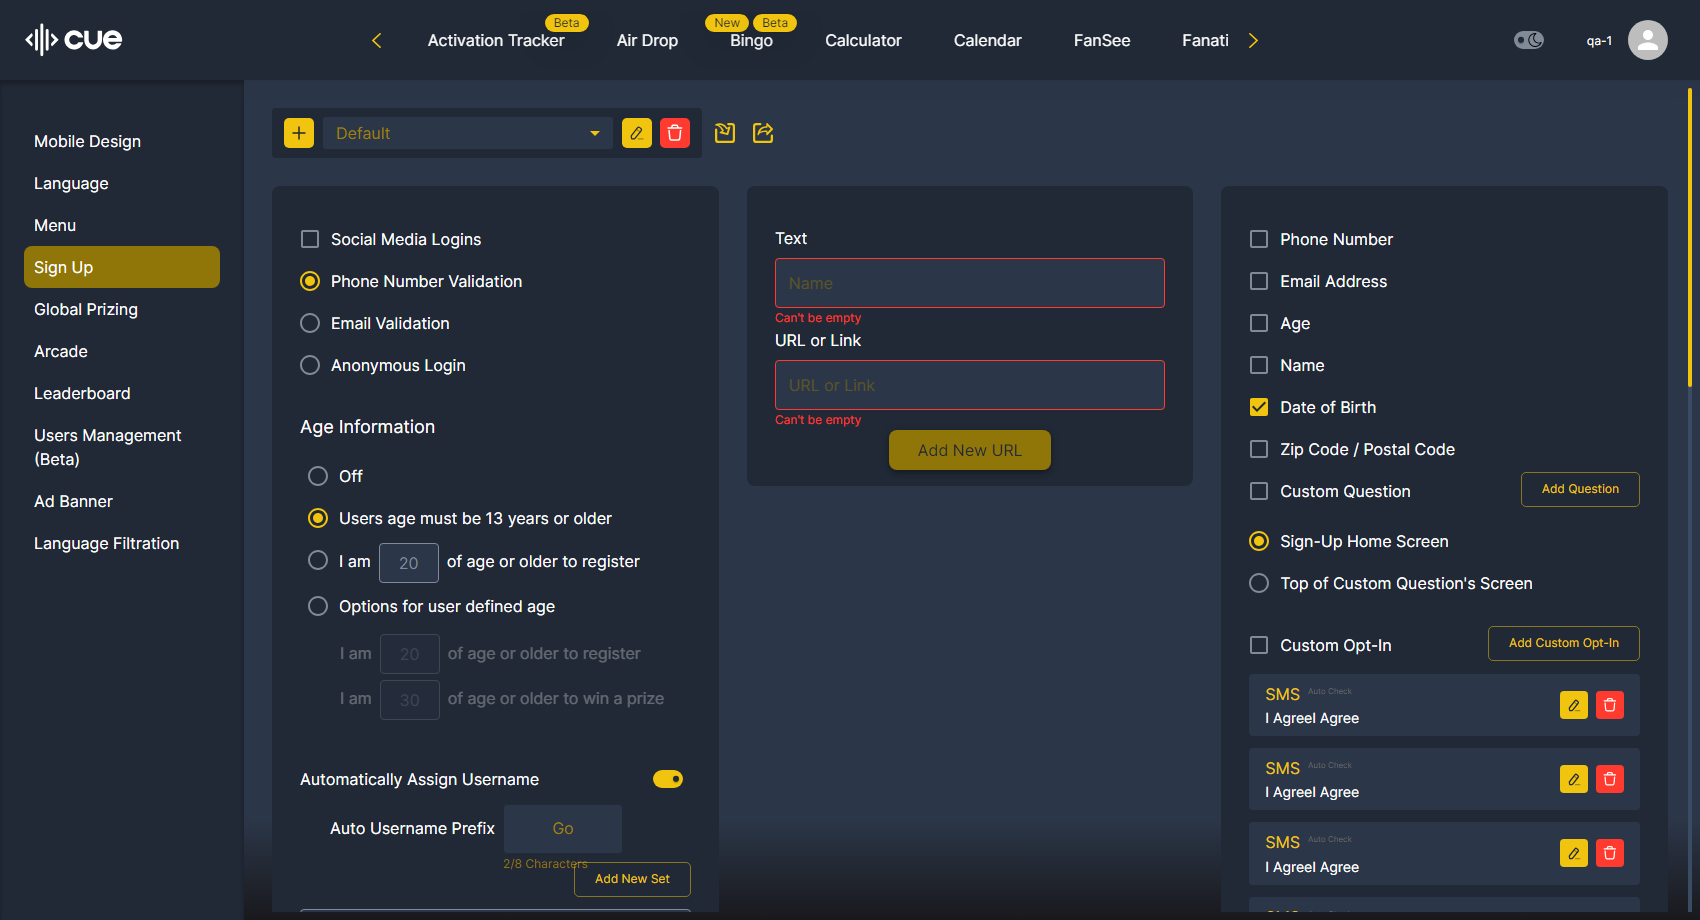 cue
Beta
New Beta
Activation Tracker Air Drop Bingo Calculator Calendar FanSee Fanati
qa-1
Mobile Design
Language
Menu
Sign Up
Global Prizing
Arcade
Leaderboard
Users Management
(Beta)
Ad Banner
Language Filtration
Default
Social Media Logins
Phone Number Validation
Email Validation
Anonymous Login
Age Information
Off
Users age must be 13 years or older
I am 20 of age or older to register
Options for user defined age
I am 20 of age or older to register
I am 30 of age or older to win a prize
Automatically Assign Username
Auto Username Prefix Go
2/8 Characters
Add New Set
Text
Name
Can't be empty
URL or Link
URL or Link
Can't be empty
Add New URL
Phone Number
Email Address
Age
Name
Date of Birth
Zip Code / Postal Code
Custom Question Add Question
Sign-Up Home Screen
Top of Custom Question's Screen
Custom Opt-In Add Custom Opt-In
SMS Auto Check
I AgreeI Agree
SMS Auto Check
I AgreeI Agree
SMS Auto Check
I AgreeI Agree